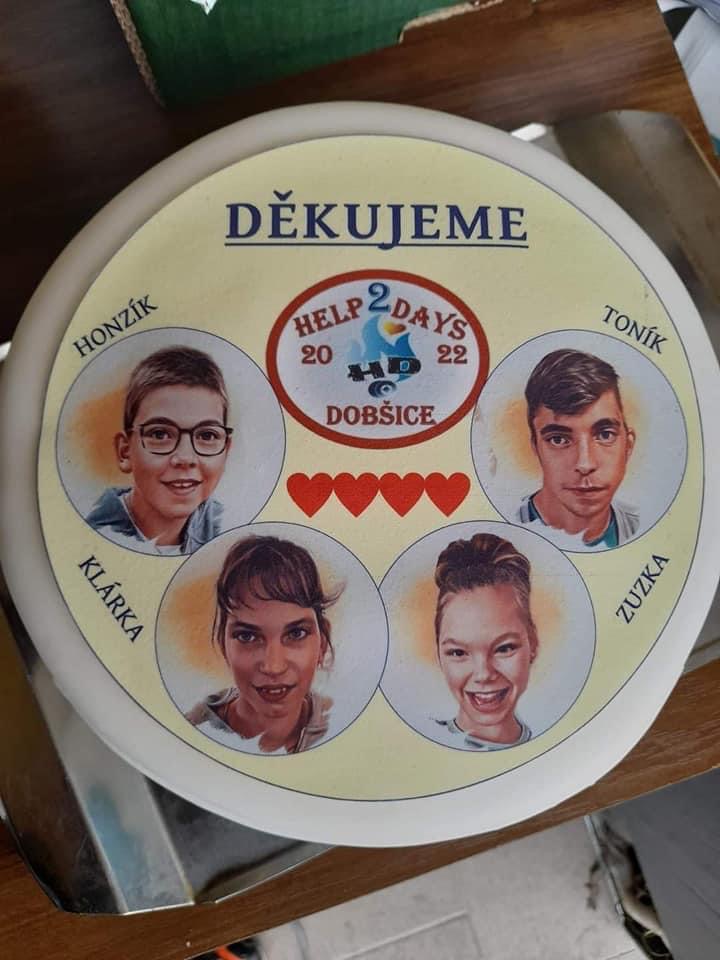 DĚKUJEME
HELP 2 DAYS
20 22
HD
DOBŠICE
HONZÍK
TONÍK
KLÁRKA
ZUZKA